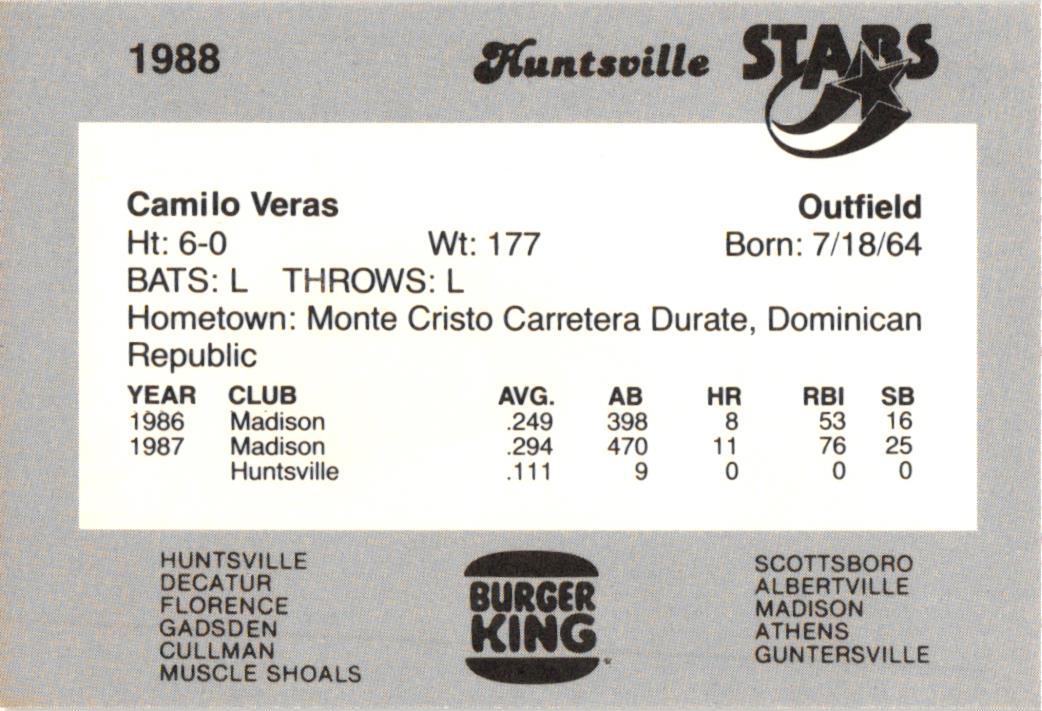 1988 Huntsville STARS
Camilo Veras Outfield
Ht: 6-0 Wt: 177 Born: 7/18/64
BATS: L THROWS: L
Hometown: Monte Cristo Carretera Durate, Dominican
Republic
YEAR CLUB AVG. AB HR RBI SB
1986 Madison .249 398 8 53 16
1987 Madison .294 470 11 76 25
Huntsville .111 9 0 0 0
HUNTSVILLE
DECATUR
FLORENCE
GADSDEN
CULLMAN
MUSCLE SHOALS
BURGER
KING
SCOTTSBORO
ALBERTVILLE
MADISON
ATHENS
GUNTERSVILLE